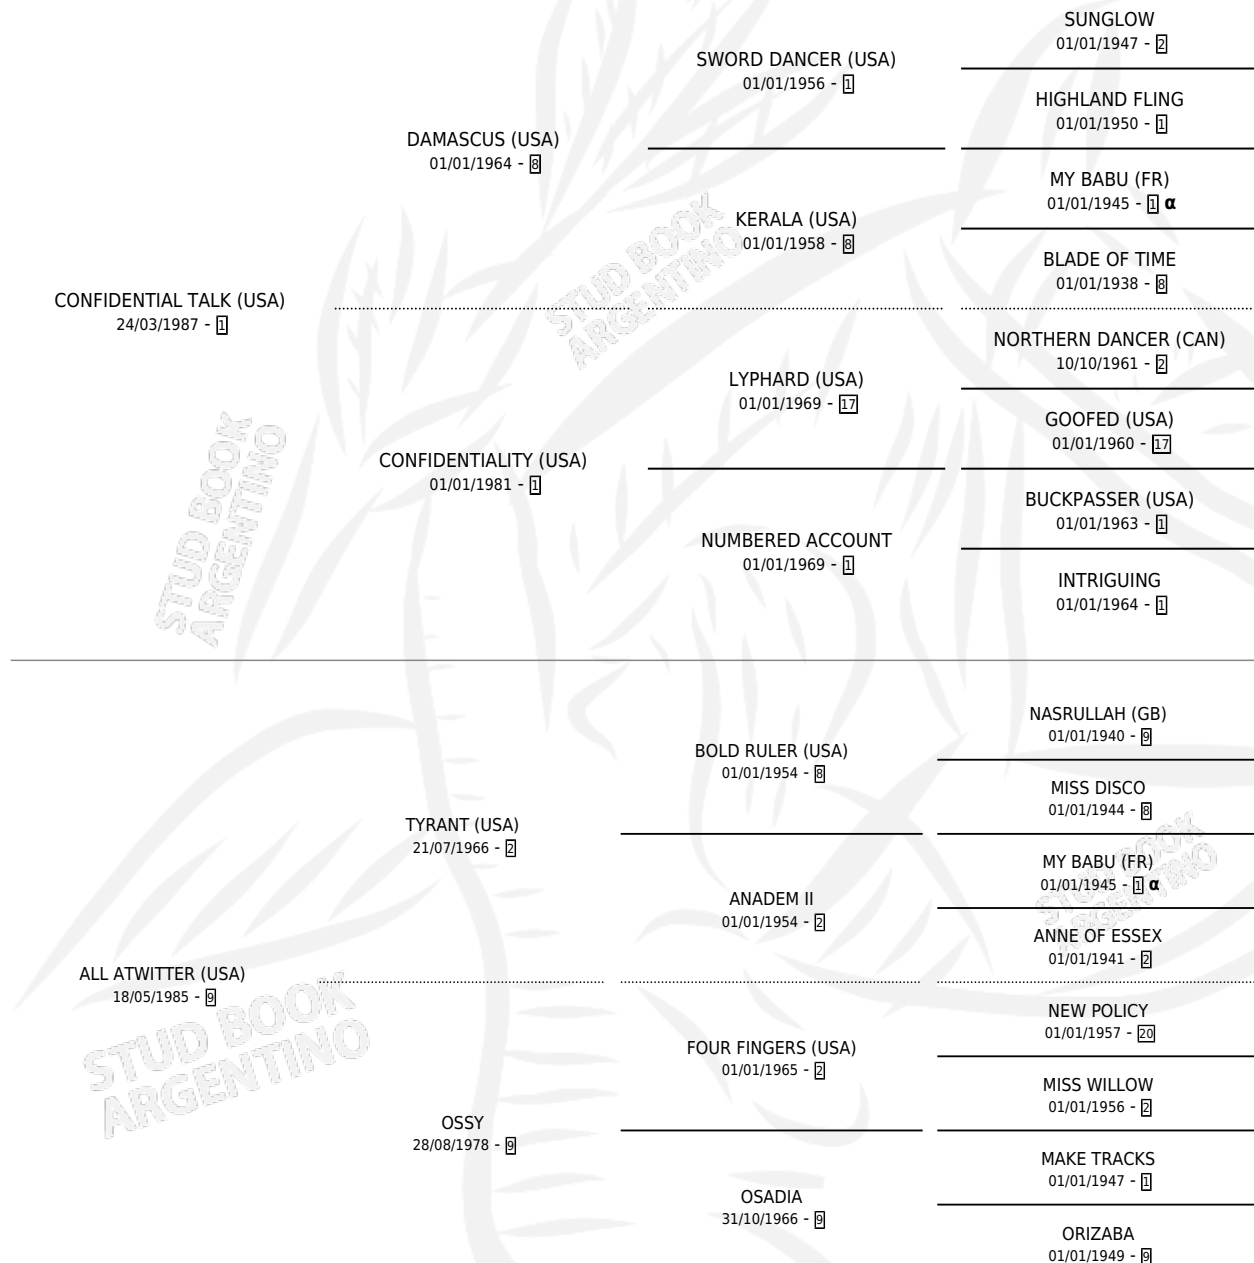 SUNGLOW
01/01/1947 - 2
SWORD DANCER (USA)
01/01/1956 - 1
HIGHLAND FLING
01/01/1950 - 1
DAMASCUS (USA)
01/01/1964 - 8
MY BABU (FR)
01/01/1945 - 1 α
KERALA (USA)
01/01/1958 - 8
BLADE OF TIME
01/01/1938 - 8
CONFIDENTIAL TALK (USA)
24/03/1987 - 1
NORTHERN DANCER (CAN)
10/10/1961 - 2
LYPHARD (USA)
01/01/1969 - 17
GOOFED (USA)
01/01/1960 - 17
CONFIDENTIALITY (USA)
01/01/1981 - 1
BUCKPASSER (USA)
01/01/1963 - 1
NUMBERED ACCOUNT
01/01/1969 - 1
INTRIGUING
01/01/1964 - 1
NASRULLAH (GB)
01/01/1940 - 9
BOLD RULER (USA)
01/01/1954 - 8
MISS DISCO
01/01/1944 - 8
TYRANT (USA)
21/07/1966 - 2
MY BABU (FR)
01/01/1945 - 1 α
ANADEM II
01/01/1954 - 2
ANNE OF ESSEX
01/01/1941 - 2
ALL ATWITTER (USA)
18/05/1985 - 9
NEW POLICY
01/01/1957 - 20
FOUR FINGERS (USA)
01/01/1965 - 2
MISS WILLOW
01/01/1956 - 2
OSSY
28/08/1978 - 9
MAKE TRACKS
01/01/1947 - 1
OSADIA
31/10/1966 - 9
ORIZABA
01/01/1949 - 9
STUD BOOK
ARGENTINO
STUD BOOK
ARGENTINO
STUD BOOK
ARGENTINO
STUD BOOK
ARGENTINO